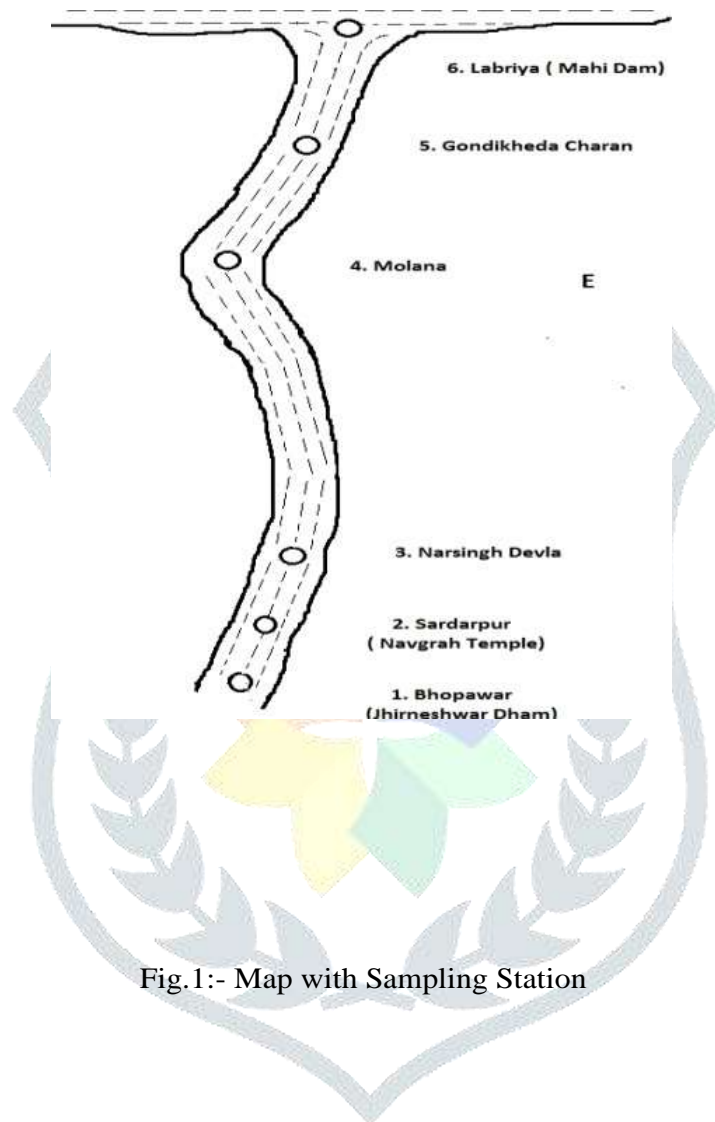 6. Labriya ( Mahi Dam)
5. Gondikheda Charan
4. Molana
E
3. Narsingh Devla
2. Sardarpur
( Navgrah Temple)
1. Bhopawar
(Jhirneshwar Dham)
Fig.1:- Map with Sampling Station